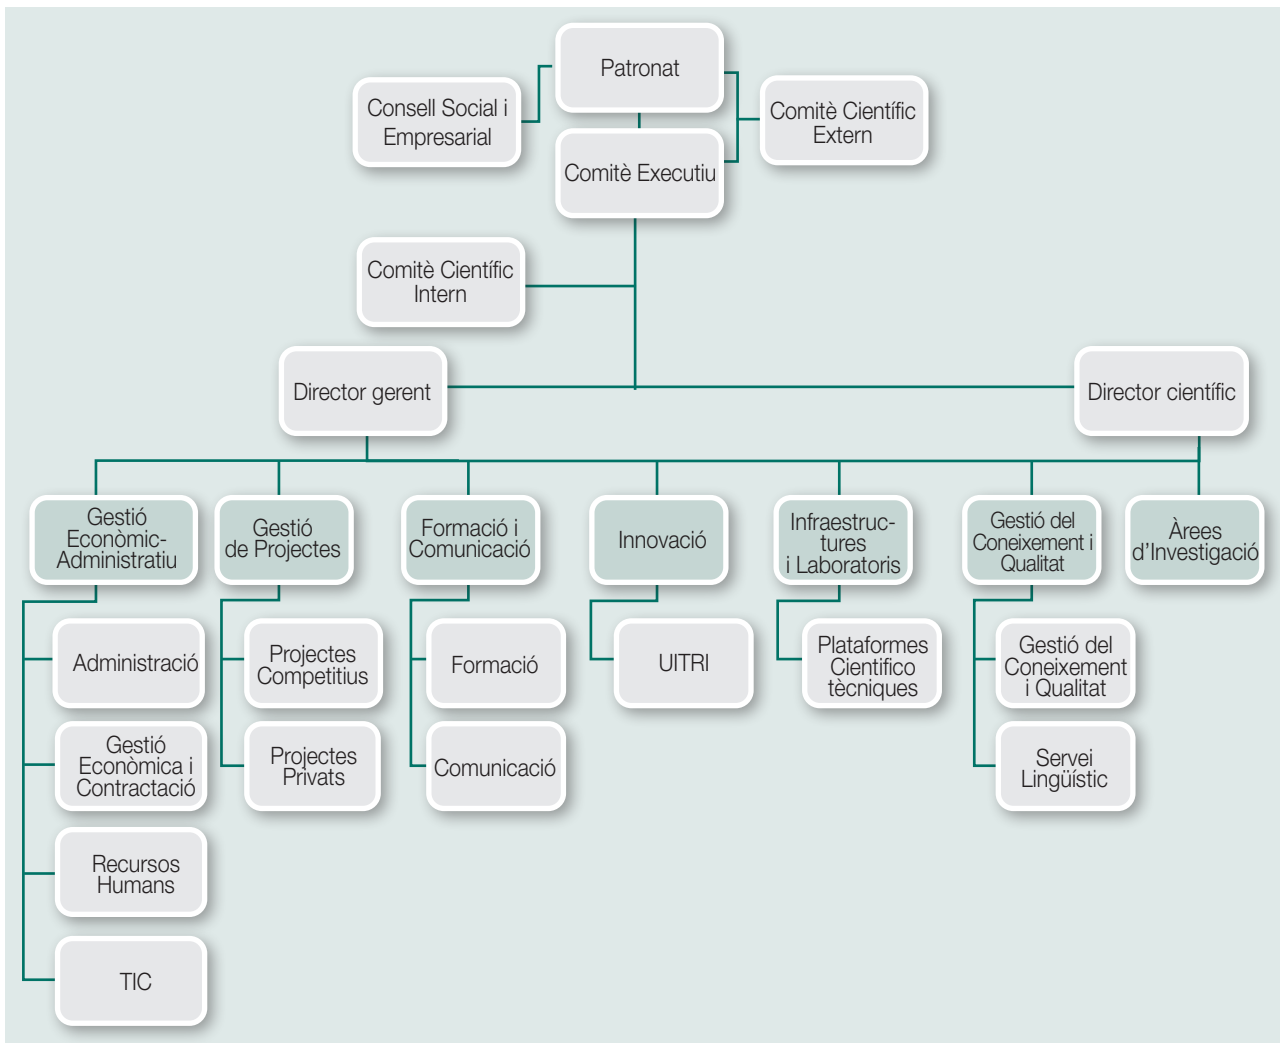 Patronat
Consell Social i
Empresarial
Comitè Científic
Extern
Comitè Executiu
Comitè Científic
Intern
Director gerent
Director científic
Gestió
Econòmic-
Administratiu
Gestió
de Projectes
Formació i
Comunicació
Innovació
Infraestruc-
tures
i Laboratoris
Gestió del
Coneixement i
Qualitat
Àrees
d'Investigació
Administració
Projectes
Competitius
Formació
UITRI
Plataformes
Cientifico
tècniques
Gestió del
Coneixement
i Qualitat
Gestió
Econòmica i
Contractació
Projectes
Privats
Comunicació
Servei
Lingüístic
Recursos
Humans
TIC